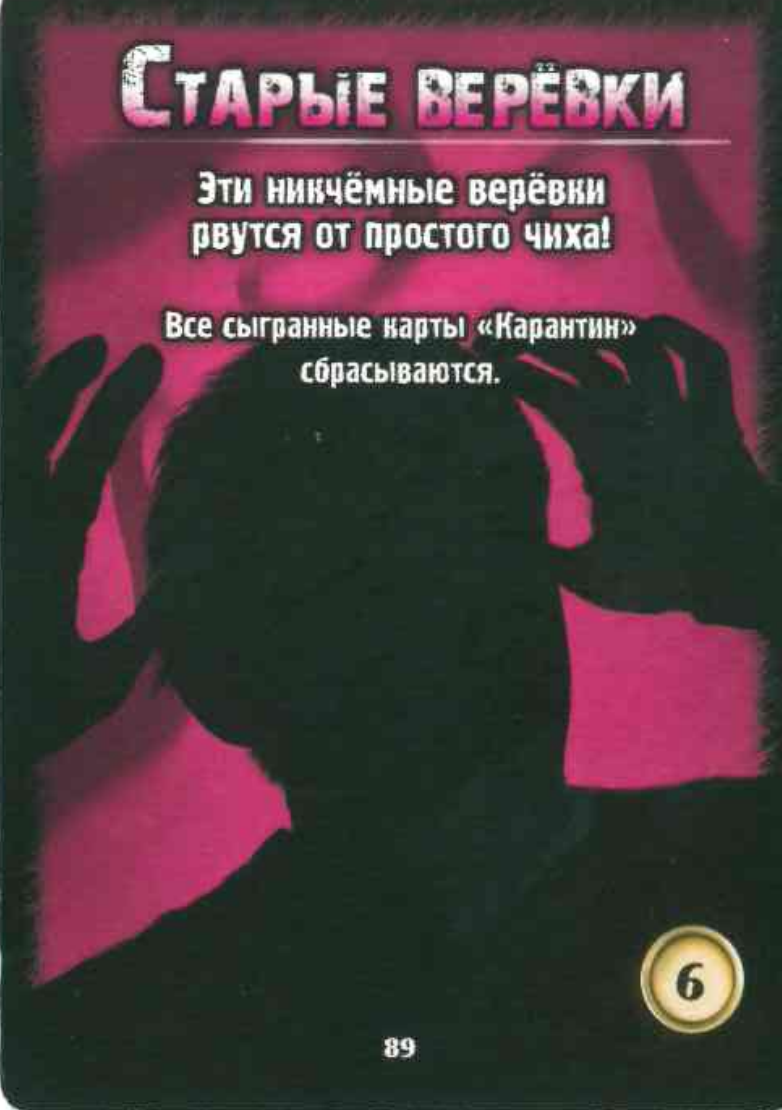 Старые верёвки
Эти никчёмные верёвки
рвутся от простого чиха!
Все сыгранные карты «Карантин»
сбрасываются.
6
89